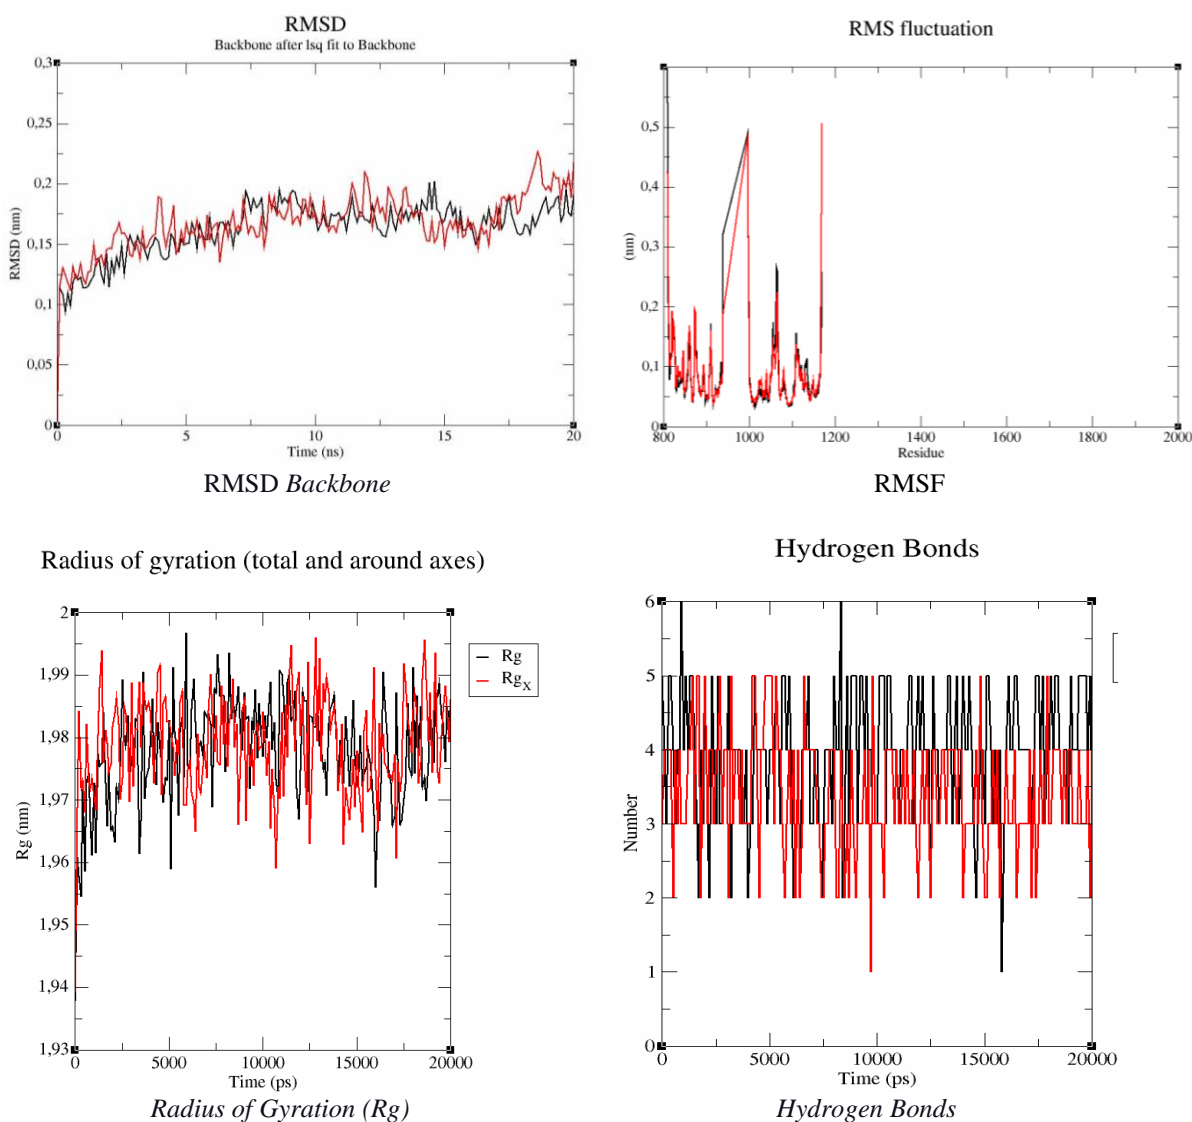 RMSD
Backbone after lsq fit to Backbone
0,3
0,25
0,2
0,15
0,1
0,05
0
RMSD (nm)
0
5
10
15
20
Time (ns)
RMSD Backbone
RMS fluctuation
0,5
0,4
0,3
0,2
0,1
0
(nm)
800
1000
1200
1400
1600
1800
2000
Residue
RMSF
Radius of gyration (total and around axes)
2
1,99
1,98
1,97
1,96
1,95
1,94
1,93
Rg (nm)
0
5000
10000
15000
20000
Time (ps)
Rg
RgX
Radius of Gyration (Rg)
Hydrogen Bonds
6
5
4
3
2
1
0
Number
0
5000
10000
15000
20000
Time (ps)
Hydrogen Bonds